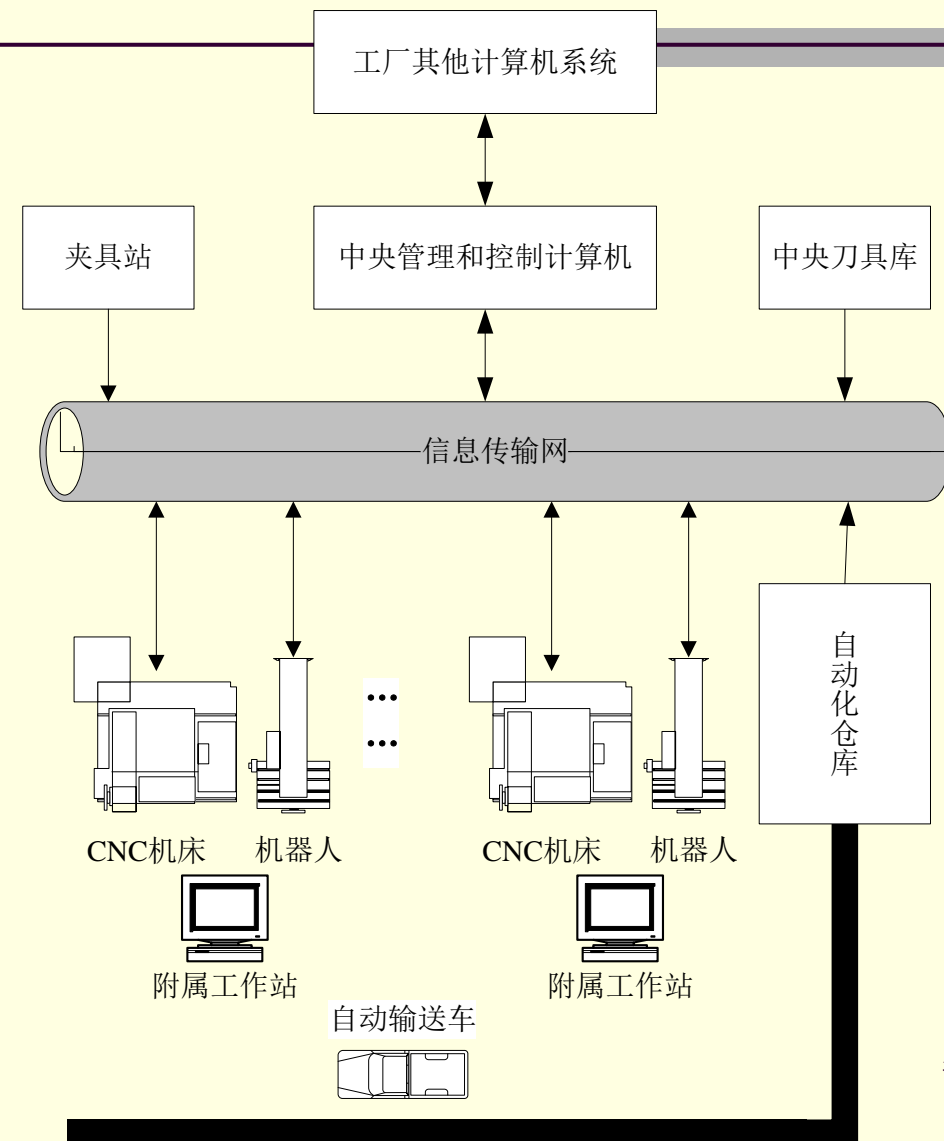 工厂其他计算机系统
夹具站
中央管理和控制计算机
中央刀具库
信息传输网
自动化仓库
CNC机床
机器人
CNC机床
机器人
附属工作站
附属工作站
自动输送车